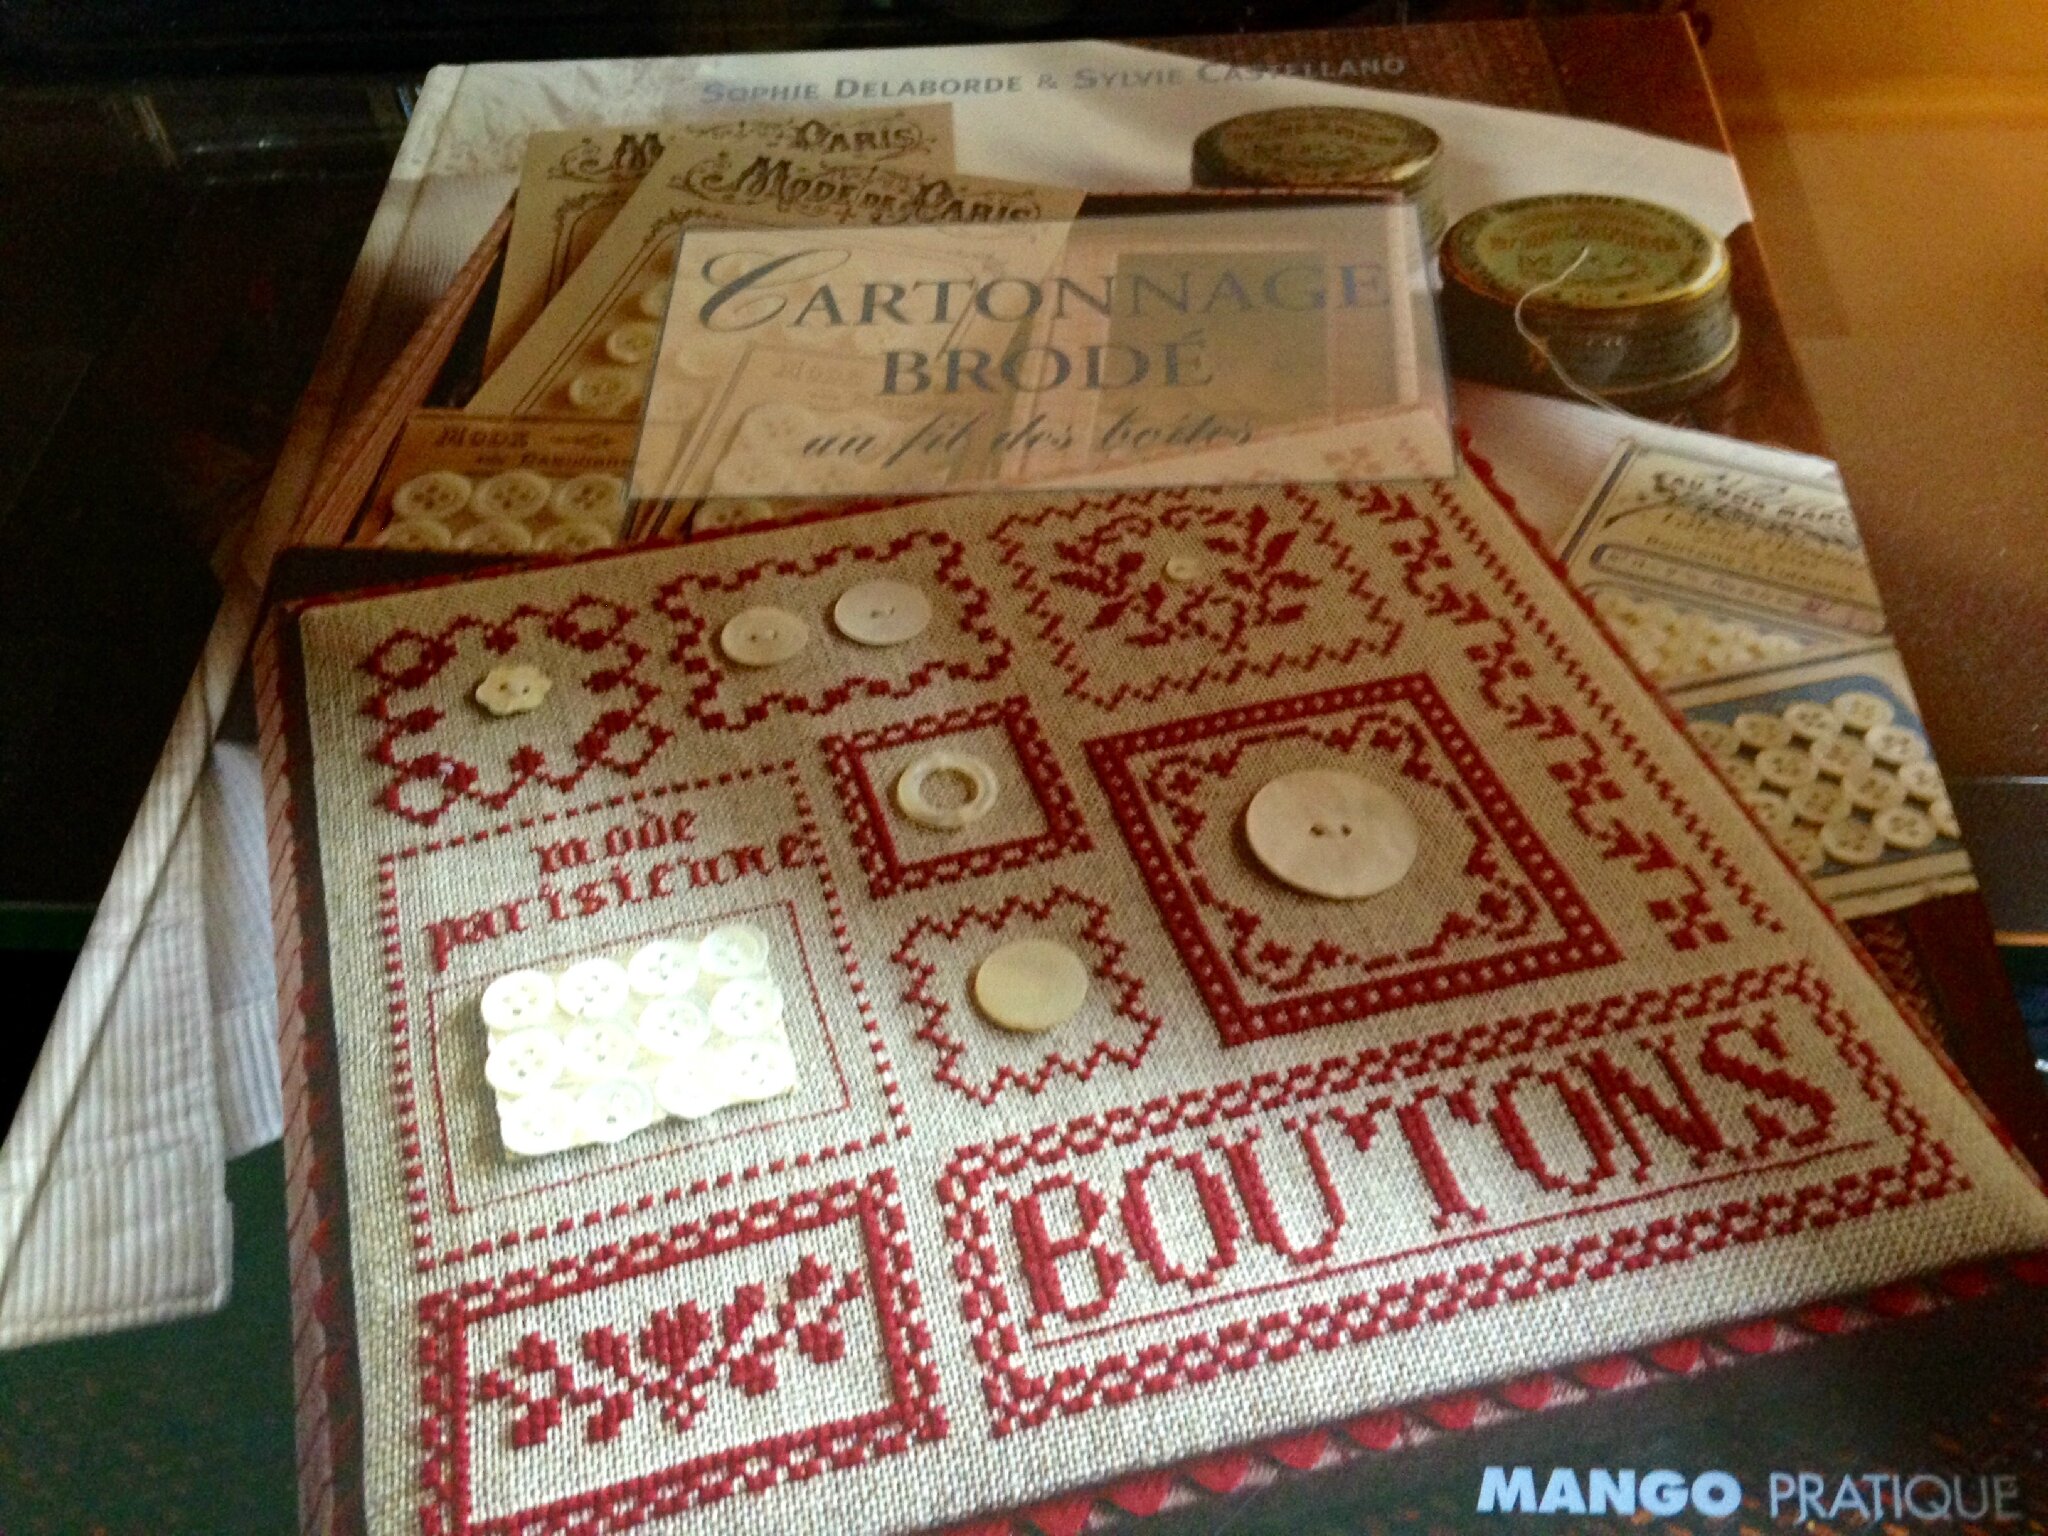 SOPHIE DELABORDE & SYLVIE CASTELLANO
PARIS
MODE DE PARIS
CARTONNAGE
BRODÉ
au fil des boîtes
MODE
mode
parisienne
BOUTONS
MANGO PRATIQUE